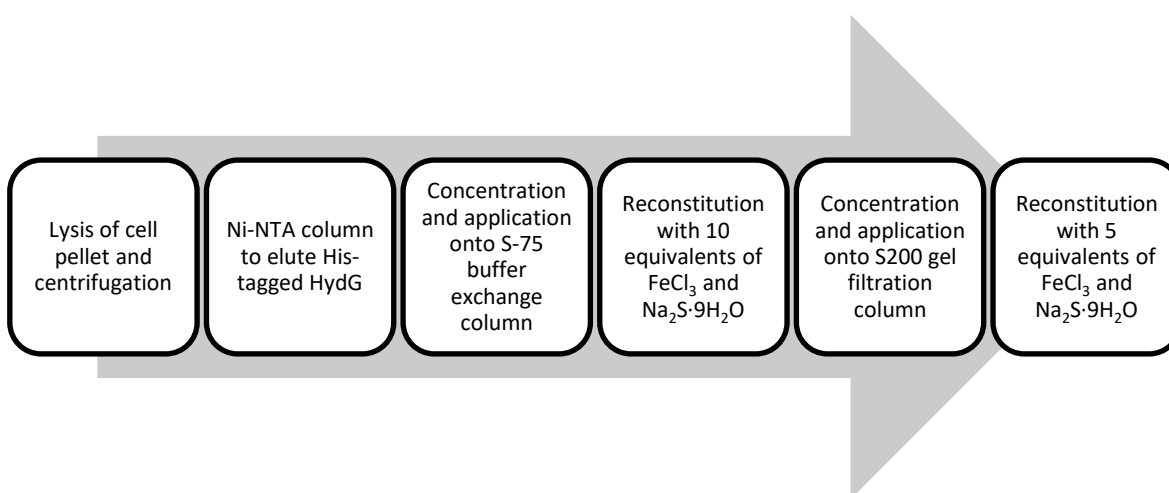 Lysis of cell
pellet and
centrifugation
Ni-NTA column
to elute His-
tagged HydG
Concentration
and application
onto S-75
buffer
exchange
column
Reconstitution
with 10
equivalents of
FeCl₃ and
Na₂S·9H₂O
Concentration
and application
onto S200 gel
filtration
column
Reconstitution
with 5
equivalents of
FeCl₃ and
Na₂S·9H₂O